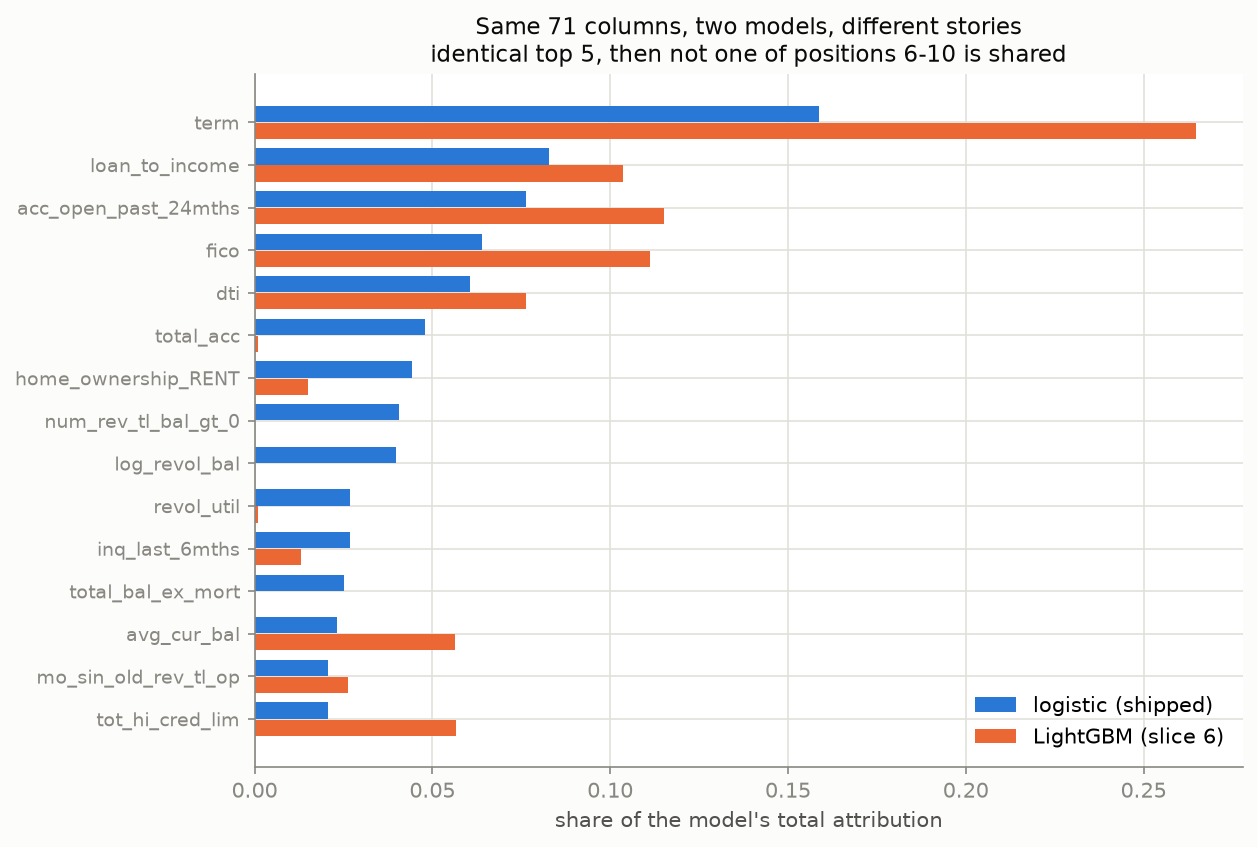 Same 71 columns, two models, different stories
identical top 5, then not one of positions 6-10 is shared
term
loan_to_income
acc_open_past_24mths
fico
dti
total_acc
home_ownership_RENT
num_rev_tl_bal_gt_0
log_revol_bal
revol_util
inq_last_6mths
total_bal_ex_mort
avg_cur_bal
mo_sin_old_rev_tl_op
tot_hi_cred_lim
logistic (shipped)
LightGBM (slice 6)
0.00 0.05 0.10 0.15 0.20 0.25
share of the model's total attribution